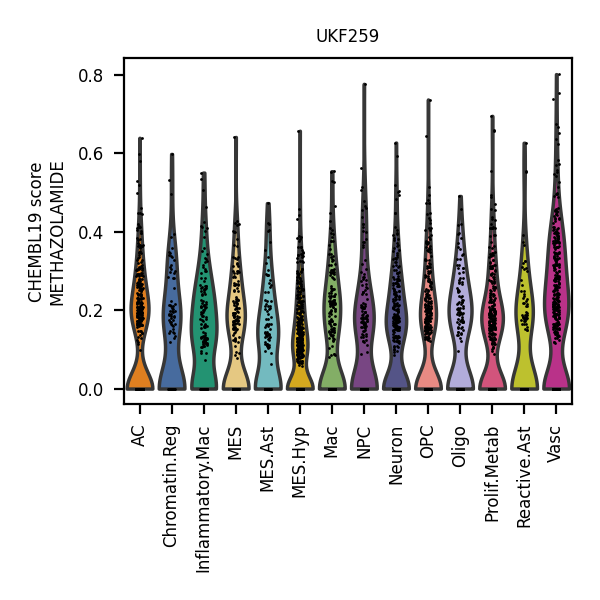 UKF259
CHEMBL19 score
METHAZOLAMIDE
0.8
0.6
0.4
0.2
0.0
AC
Chromatin.Reg
Inflammatory.Mac
MES
MES.Ast
MES.Hyp
Mac
NPC
Neuron
OPC
Oligo
Prolif.Metab
Reactive.Ast
Vasc